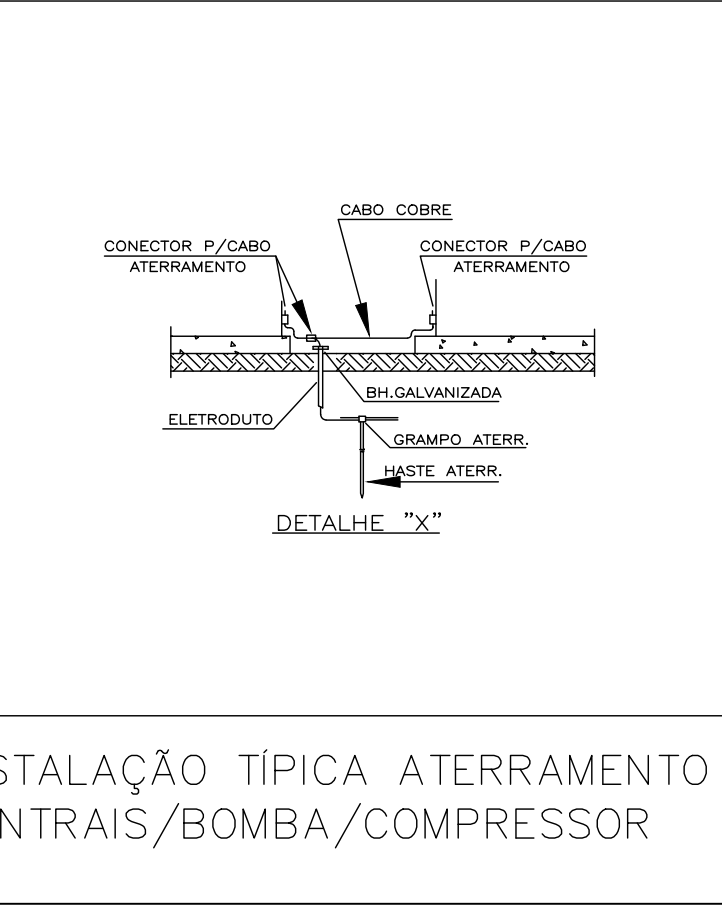 CABO COBRE
CONECTOR P/CABO
ATERRAMENTO
CONECTOR P/CABO
ATERRAMENTO
BH.GALVANIZADA
ELETRODUTO
GRAMPO ATERR.
HASTE ATERR.
DETALHE "X"
STALAÇÃO TÍPICA ATERRAMENTO
NTRAIS/BOMBA/COMPRESSOR